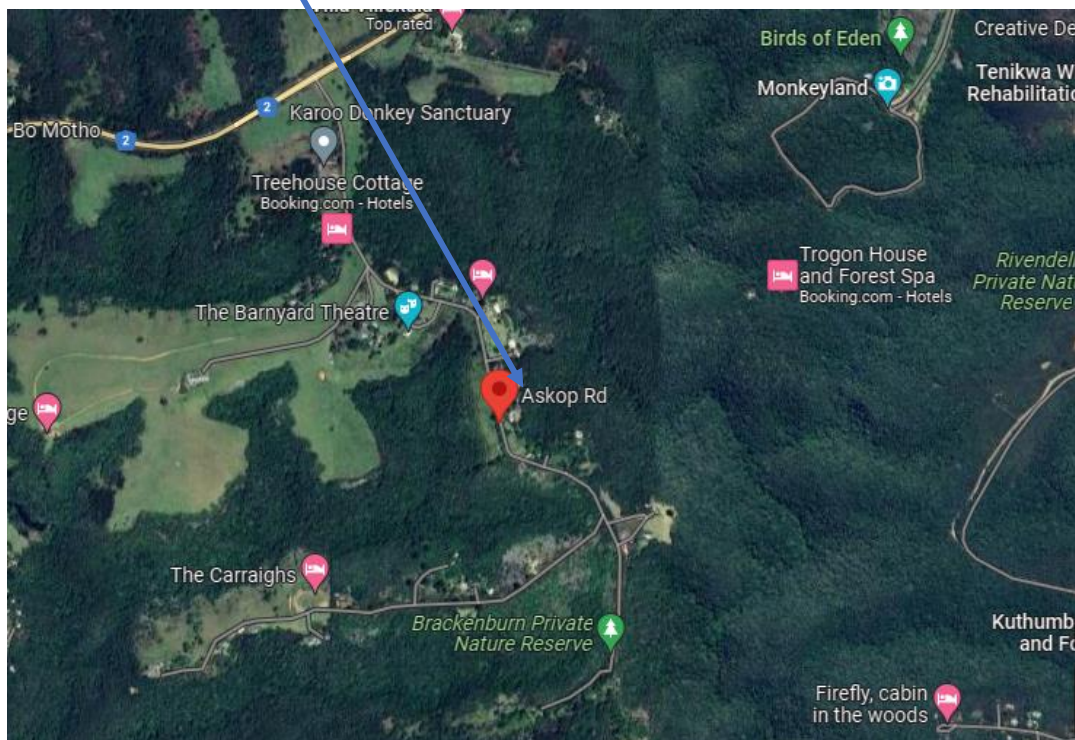 Top rated
Birds of Eden
Creative De
Monkeyland
Tenikwa W
Rehabilitatio
2
Karoo Donkey Sanctuary
Bo Motho
2
Treehouse Cottage
Booking.com - Hotels
Trogon House
and Forest Spa
Booking.com - Hotels
Rivendell
Private Natu
Reserve
The Barnyard Theatre
Askop Rd
ge
The Carraighs
Brackenburn Private
Nature Reserve
Kuthumb
and Fo
Firefly, cabin
in the woods